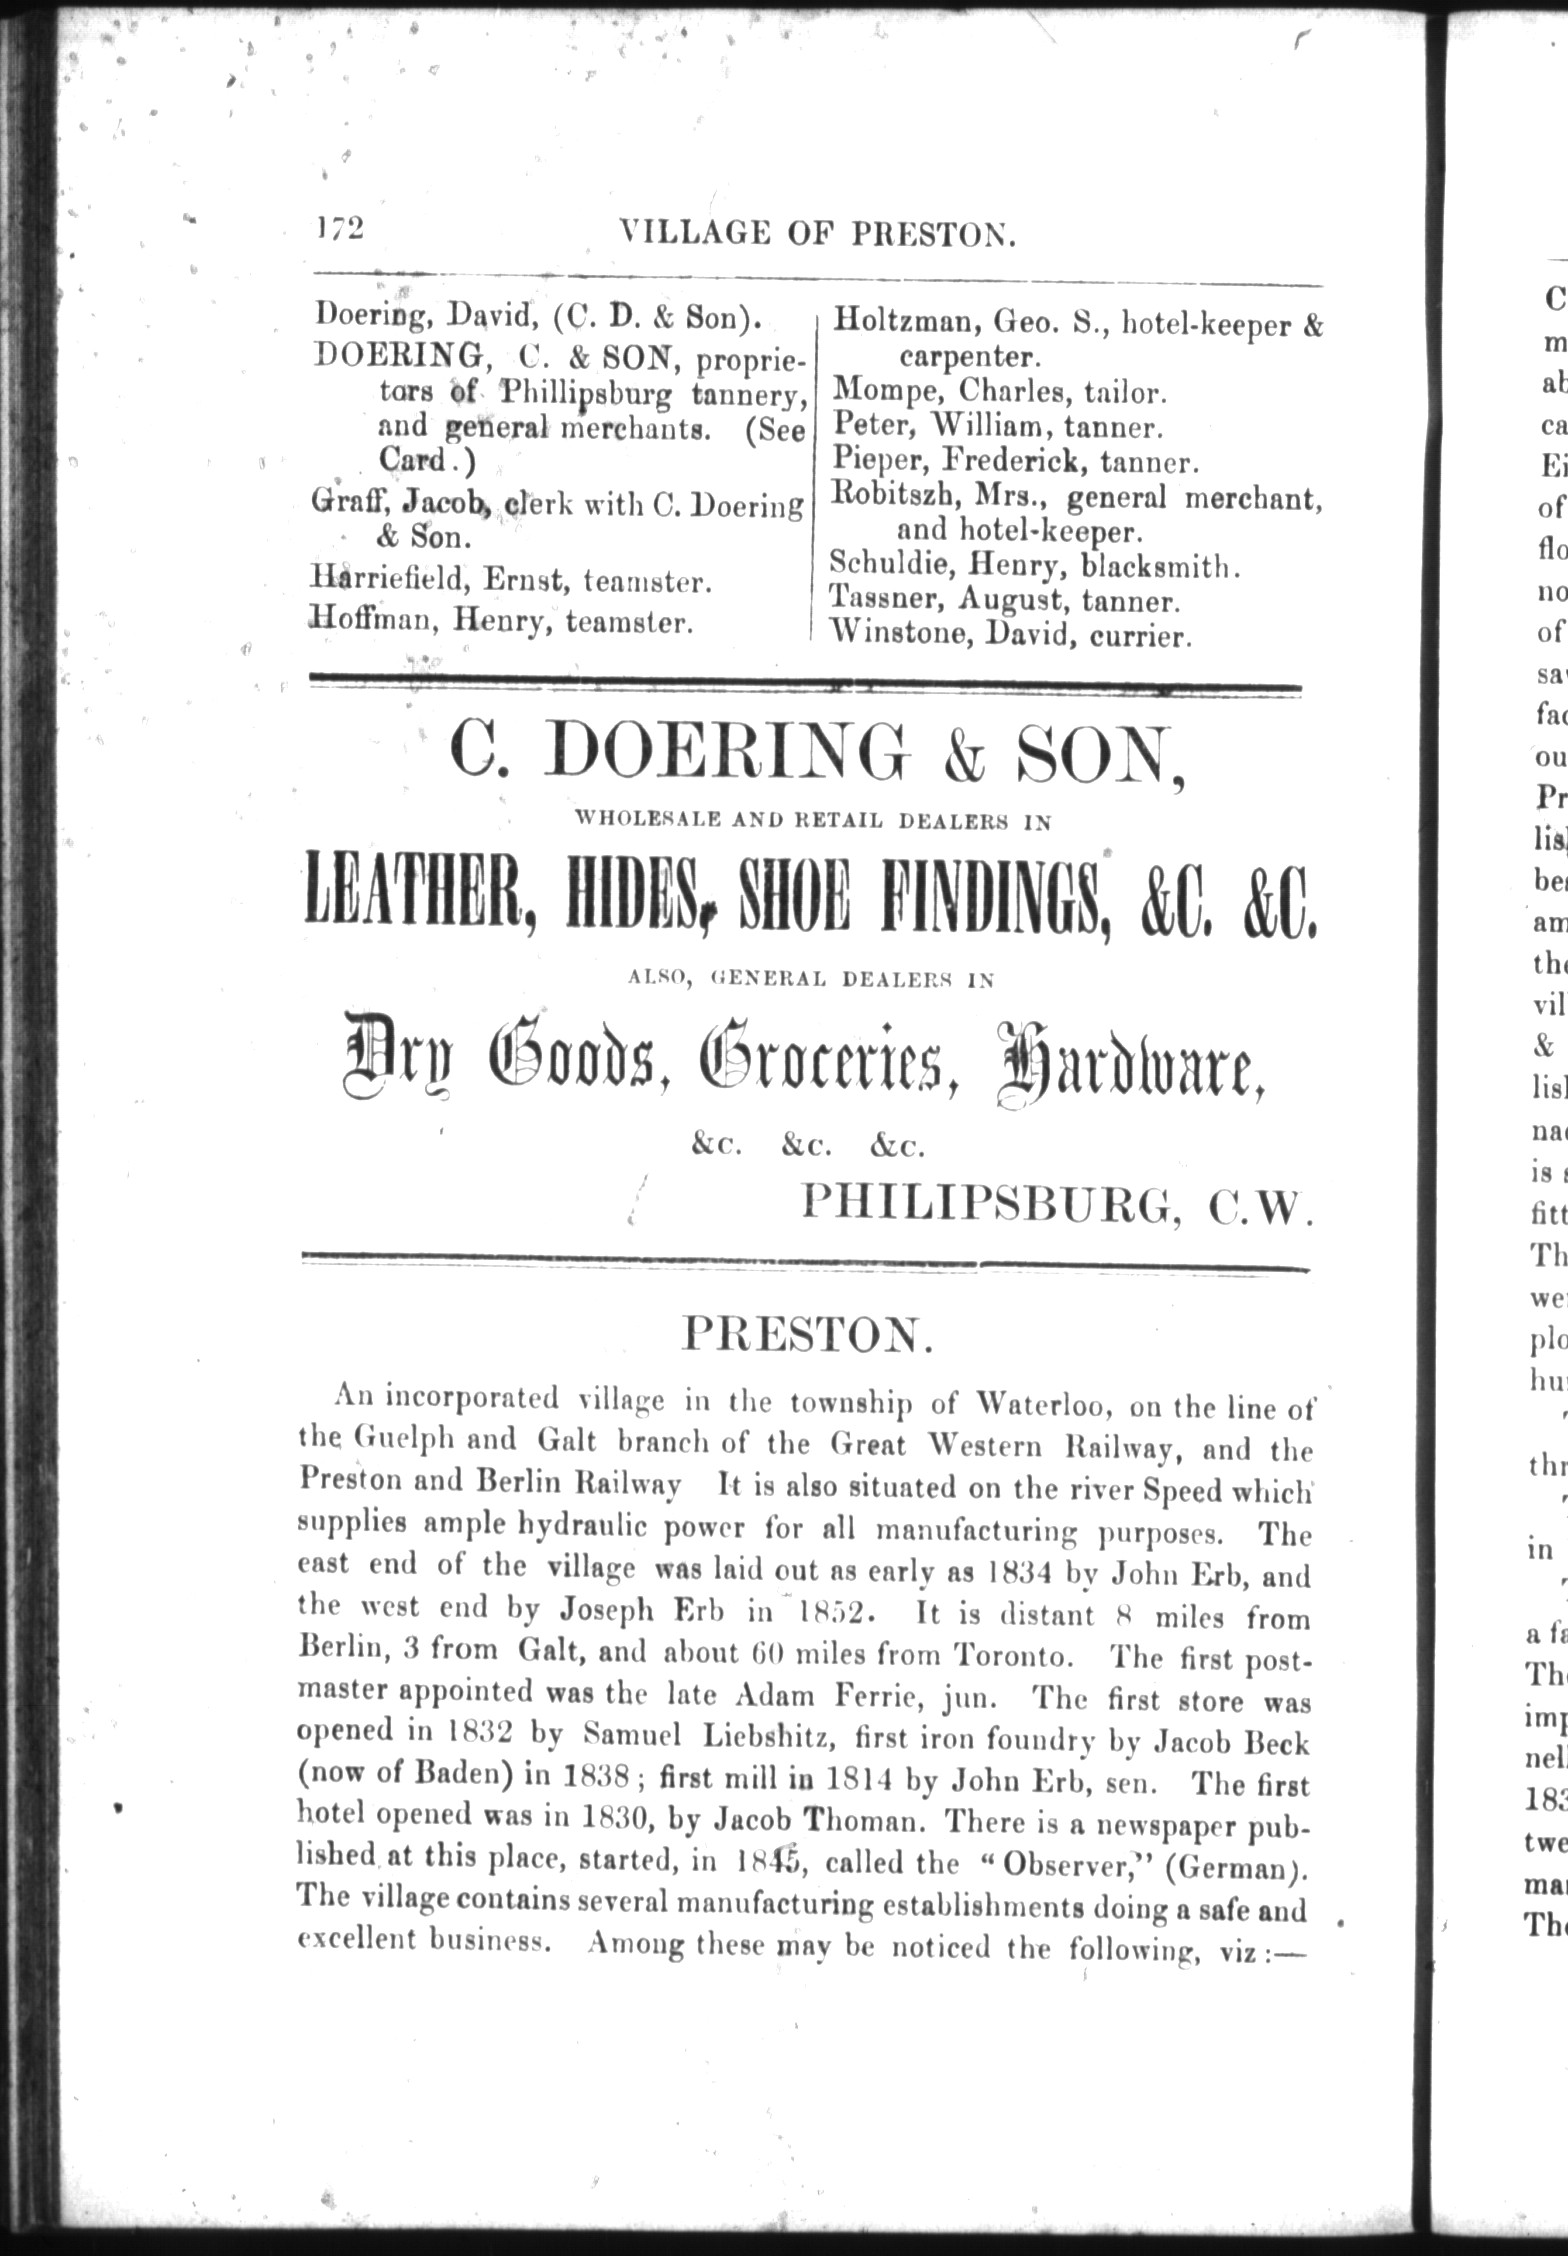 172
VILLAGE OF PRESTON.
Doering, David, (C. D. & Son).
DOERING, C. & SON, proprie-
tors of Phillipsburg tannery,
and general merchants. (See
Card.)
Graff, Jacob, clerk with C. Doering
& Son.
Harriefield, Ernst, teamster.
Hoffman, Henry, teamster.
Holtzman, Geo. S., hotel-keeper &
carpenter.
Mompe, Charles, tailor.
Peter, William, tanner.
Pieper, Frederick, tanner.
Robitszh, Mrs., general merchant,
and hotel-keeper.
Schuldie, Henry, blacksmith.
Tassner, August, tanner.
Winstone, David, currier.
C. DOERING & SON,
WHOLESALE AND RETAIL DEALERS IN
LEATHER, HIDES, SHOE FINDINGS, &C. &C.
ALSO, GENERAL DEALERS IN
Dry Goods, Groceries, Hardware,
&c. &c. &c.
PHILIPSBURG, C.W.
PRESTON.
An incorporated village in the township of Waterloo, on the line of
the Guelph and Galt branch of the Great Western Railway, and the
Preston and Berlin Railway It is also situated on the river Speed which
supplies ample hydraulic power for all manufacturing purposes. The
east end of the village was laid out as early as 1834 by John Erb, and
the west end by Joseph Erb in 1852. It is distant 8 miles from
Berlin, 3 from Galt, and about 60 miles from Toronto. The first post-
master appointed was the late Adam Ferrie, jun. The first store was
opened in 1832 by Samuel Liebshitz, first iron foundry by Jacob Beck
(now of Baden) in 1838; first mill in 1814 by John Erb, sen. The first
hotel opened was in 1830, by Jacob Thoman. There is a newspaper pub-
lished at this place, started, in 1845, called the "Observer," (German).
The village contains several manufacturing establishments doing a safe and
excellent business. Among these may be noticed the following, viz:—